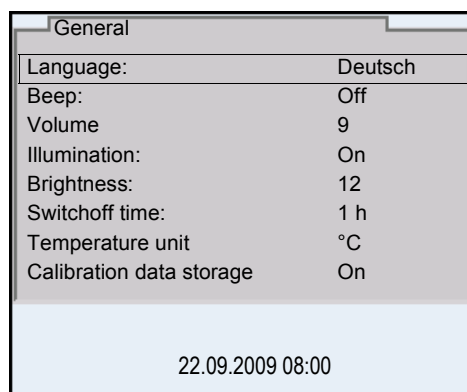 General
Language: Deutsch
Beep: Off
Volume 9
Illumination: On
Brightness: 12
Switchoff time: 1 h
Temperature unit °C
Calibration data storage On
22.09.2009 08:00